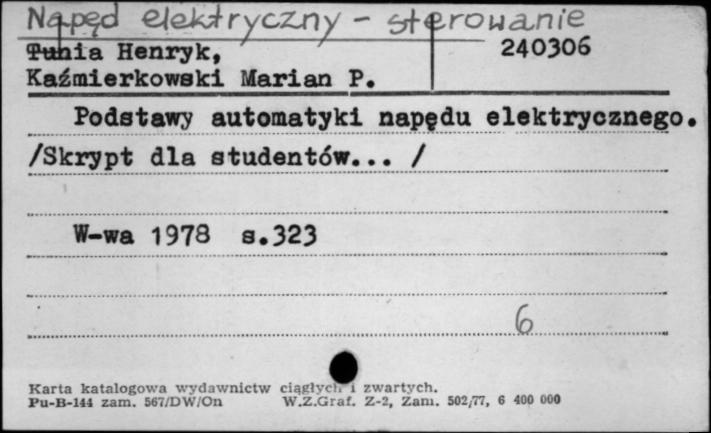 Napęd elektryczny - sterowanie
Tunia Henryk, 240306
Kaźmierkowski Marian P.
Podstawy automatyki napędu elektrycznego.
/Skrypt dla studentów... /
W-wa 1978 s.323
6
Karta katalogowa wydawnictw ciągłych i zwartych.
Pu-B-144 zam. 567/DW/On W.Z.Graf. Z-2, Zam. 502/77, 6 400 000